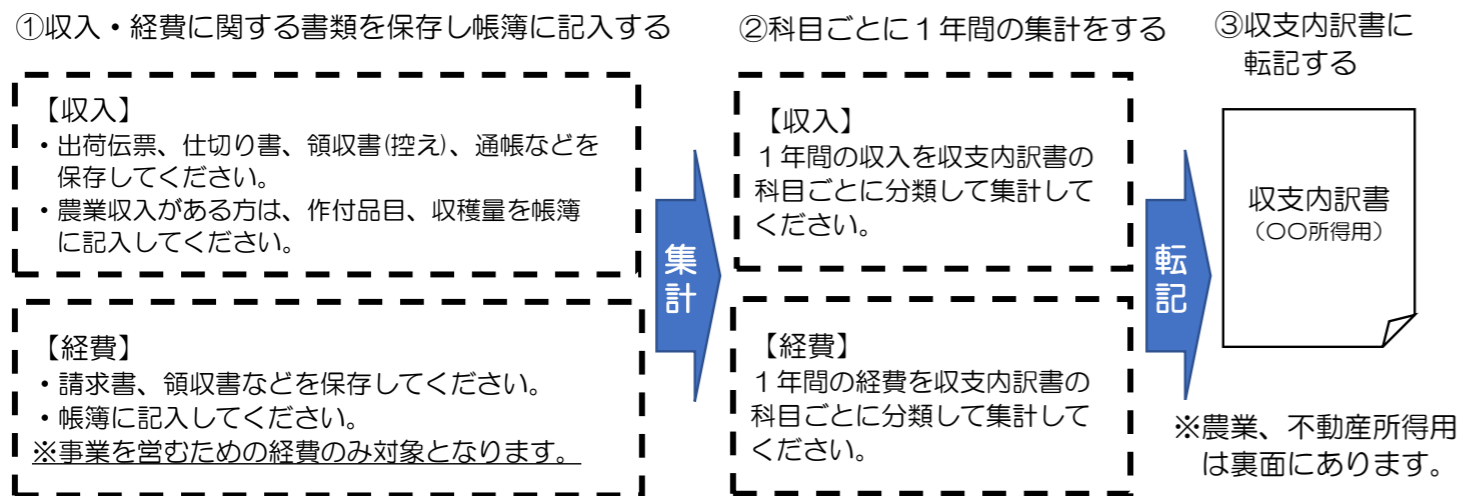 ①収入・経費に関する書類を保存し帳簿に記入する
【収入】
・出荷伝票、仕切り書、領収書(控え)、通帳などを
保存してください。
・農業収入がある方は、作付品目、収穫量を帳簿
に記入してください。
【経費】
・請求書、領収書などを保存してください。
・帳簿に記入してください。
※事業を営むための経費のみ対象となります。
集計
②科目ごとに1年間の集計をする
【収入】
1年間の収入を収支内訳書の
科目ごとに分類して集計して
ください。
【経費】
1年間の経費を収支内訳書の
科目ごとに分類して集計して
ください。
転記
③収支内訳書に
転記する
収支内訳書
(〇〇所得用)
※農業、不動産所得用
は裏面にあります。